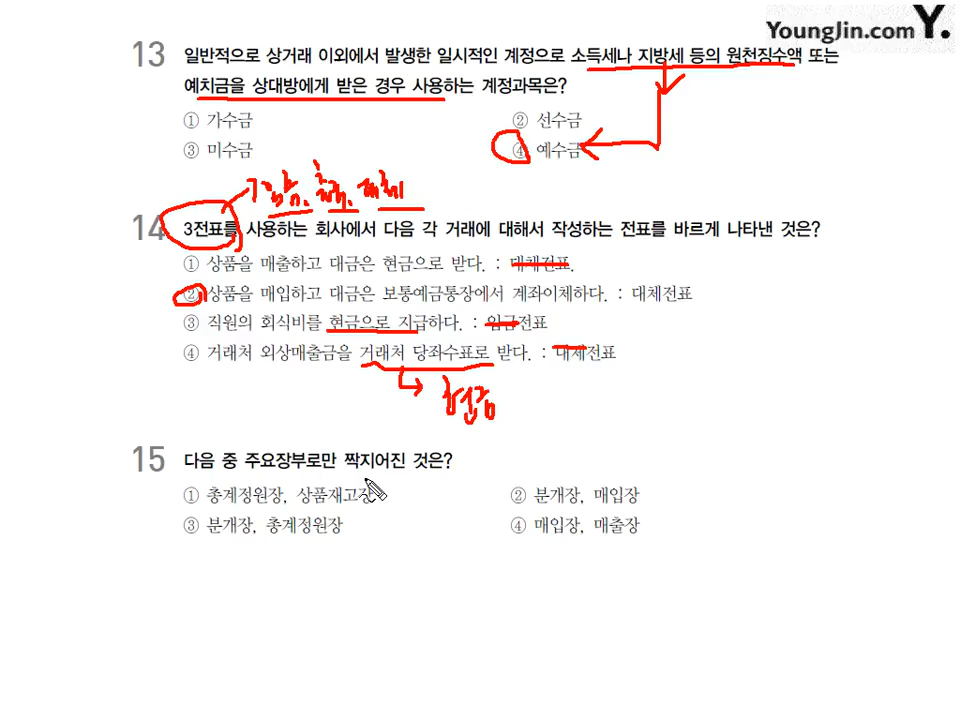 YoungJin.com Y.
13 일반적으로 상거래 이외에서 발생한 일시적인 계정으로 소득세나 지방세 등의 원천징수액 또는
예치금을 상대방에게 받은 경우 사용하는 계정과목은?
① 가수금 ② 선수금
③ 미수금 ④ 예수금
입금, 출금, 대체
14 3전표를 사용하는 회사에서 다음 각 거래에 대해서 작성하는 전표를 바르게 나타낸 것은?
① 상품을 매출하고 대금은 현금으로 받다. : 대체전표.
② 상품을 매입하고 대금은 보통예금통장에서 계좌이체하다. : 대체전표
③ 직원의 회식비를 현금으로 지급하다. : 입금전표
④ 거래처 외상매출금을 거래처 당좌수표로 받다. : 대체전표
현금
15 다음 중 주요장부로만 짝지어진 것은?
① 총계정원장, 상품재고장 ② 분개장, 매입장
③ 분개장, 총계정원장 ④ 매입장, 매출장